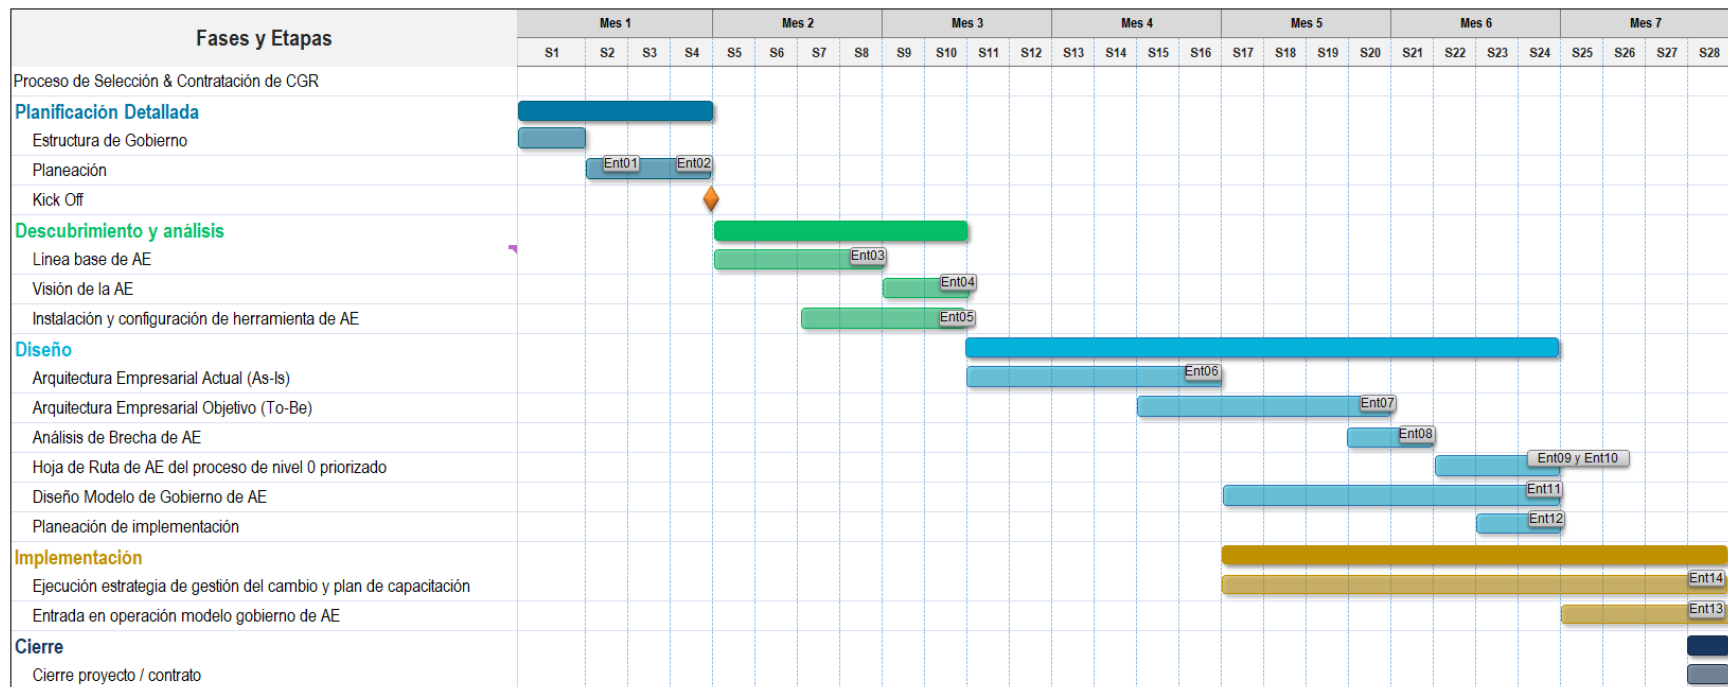 Fases y Etapas
Mes 1 Mes 2 Mes 3 Mes 4 Mes 5 Mes 6 Mes 7
S1 S2 S3 S4 S5 S6 S7 S8 S9 S10 S11 S12 S13 S14 S15 S16 S17 S18 S19 S20 S21 S22 S23 S24 S25 S26 S27 S28
Proceso de Selección & Contratación de CGR
Planificación Detallada
Estructura de Gobierno
Planeación Ent01 Ent02
Kick Off
Descubrimiento y análisis
Linea base de AE Ent03
Visión de la AE Ent04
Instalación y configuración de herramienta de AE Ent05
Diseño
Arquitectura Empresarial Actual (As-Is) Ent06
Arquitectura Empresarial Objetivo (To-Be) Ent07
Análisis de Brecha de AE Ent08
Hoja de Ruta de AE del proceso de nivel 0 priorizado Ent09 y Ent10
Diseño Modelo de Gobierno de AE Ent11
Planeación de implementación Ent12
Implementación
Ejecución estrategia de gestión del cambio y plan de capacitación Ent14
Entrada en operación modelo gobierno de AE Ent13
Cierre
Cierre proyecto / contrato